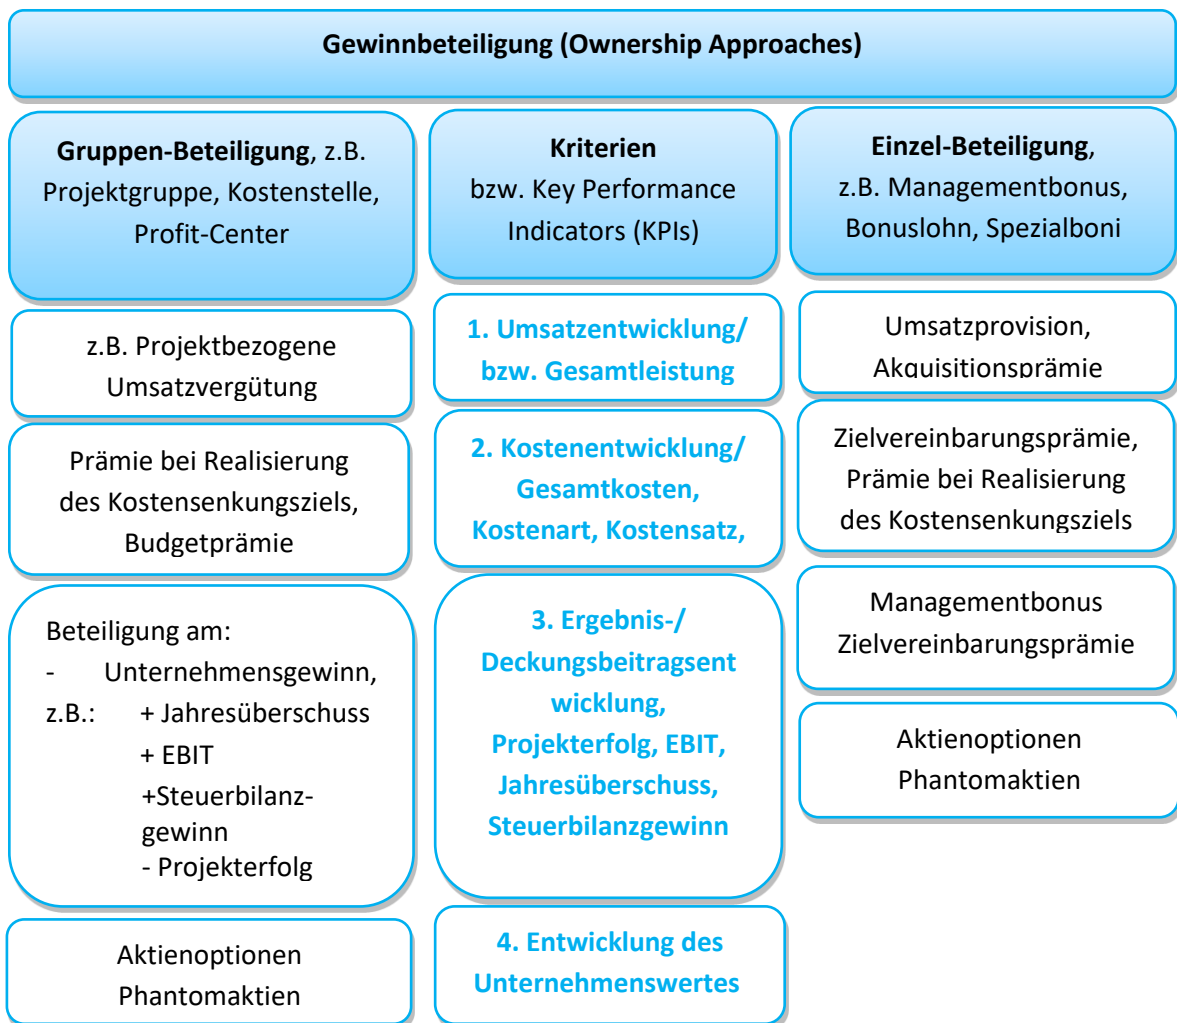 Gewinnbeteiligung (Ownership Approaches)
Gruppen-Beteiligung, z.B.
Projektgruppe, Kostenstelle,
Profit-Center
Kriterien
bzw. Key Performance
Indicators (KPIs)
Einzel-Beteiligung,
z.B. Managementbonus,
Bonuslohn, Spezialboni
z.B. Projektbezogene
Umsatzvergütung
1. Umsatzentwicklung/
bzw. Gesamtleistung
Umsatzprovision,
Akquisitionsprämie
Prämie bei Realisierung
des Kostensenkungsziels,
Budgetprämie
2. Kostenentwicklung/
Gesamtkosten,
Kostenart, Kostensatz,
Zielvereinbarungsprämie,
Prämie bei Realisierung
des Kostensenkungsziels
Beteiligung am:
- Unternehmensgewinn,
z.B.: + Jahresüberschuss
+ EBIT
+Steuerbilanz-
gewinn
- Projekterfolg
3. Ergebnis-/
Deckungsbeitragsent
wicklung,
Projekterfolg, EBIT,
Jahresüberschuss,
Steuerbilanzgewinn
Managementbonus
Zielvereinbarungsprämie
Aktienoptionen
Phantomaktien
Aktienoptionen
Phantomaktien
4. Entwicklung des
Unternehmenswertes